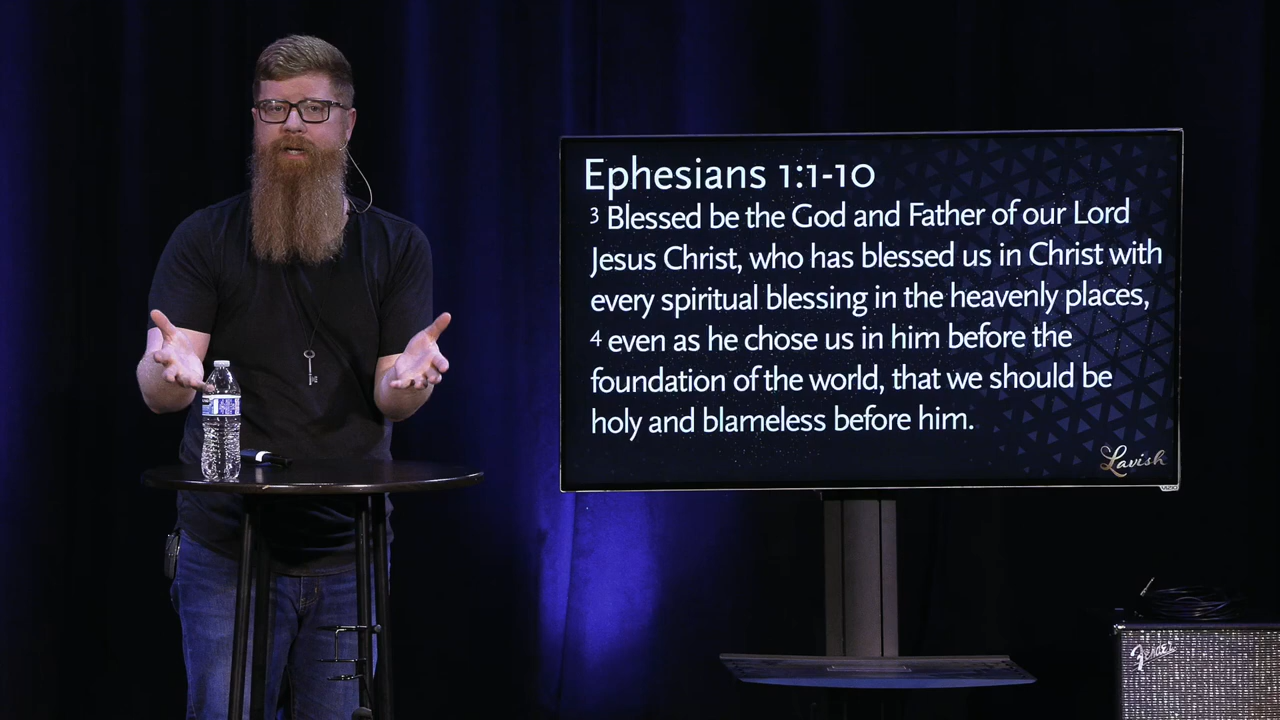 Ephesians 1:1-10
3 Blessed be the God and Father of our Lord
Jesus Christ, who has blessed us in Christ with
every spiritual blessing in the heavenly places,
4 even as he chose us in him before the
foundation of the world, that we should be
holy and blameless before him.
Lavish
VIZIO
Fender